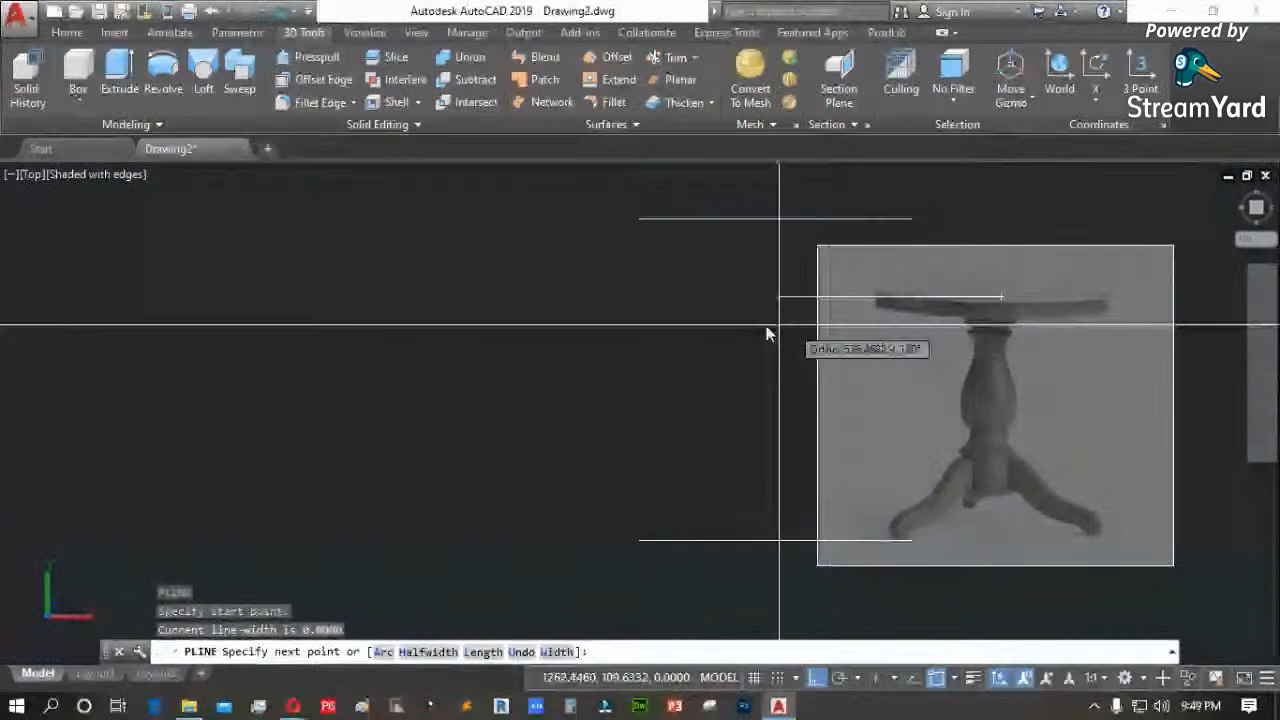 Autodesk AutoCAD 2019 Drawing2.dwg
Sign In
Powered by
StreamYard
Home Insert Annotate Parametric 3D Tools Visualize View Manage Output Add-ins Collaborate Express Tools Featured Apps
Solid History
Box
Extrude
Revolve
Loft
Sweep
Presspull
Offset Edge
Fillet Edge
Slice
Interfere
Shell
Union
Subtract
Intersect
Blend
Patch
Network
Offset
Extend
Fillet
Trim
Planar
Thicken
Convert To Mesh
Section Plane
Culling
No Filter
Move Gizmo
World
X
3 Point
Modeling Solid Editing Surfaces Mesh Section Selection Coordinates
Start Drawing2*
[−][Top][Shaded with edges]
PLINE
Specify start point:
Current line-width is
PLINE Specify next point or [Arc Halfwidth Length Undo Width]:
Model
1262.4460, 109.6332, 0.0000 MODEL
1:1
9:49 PM